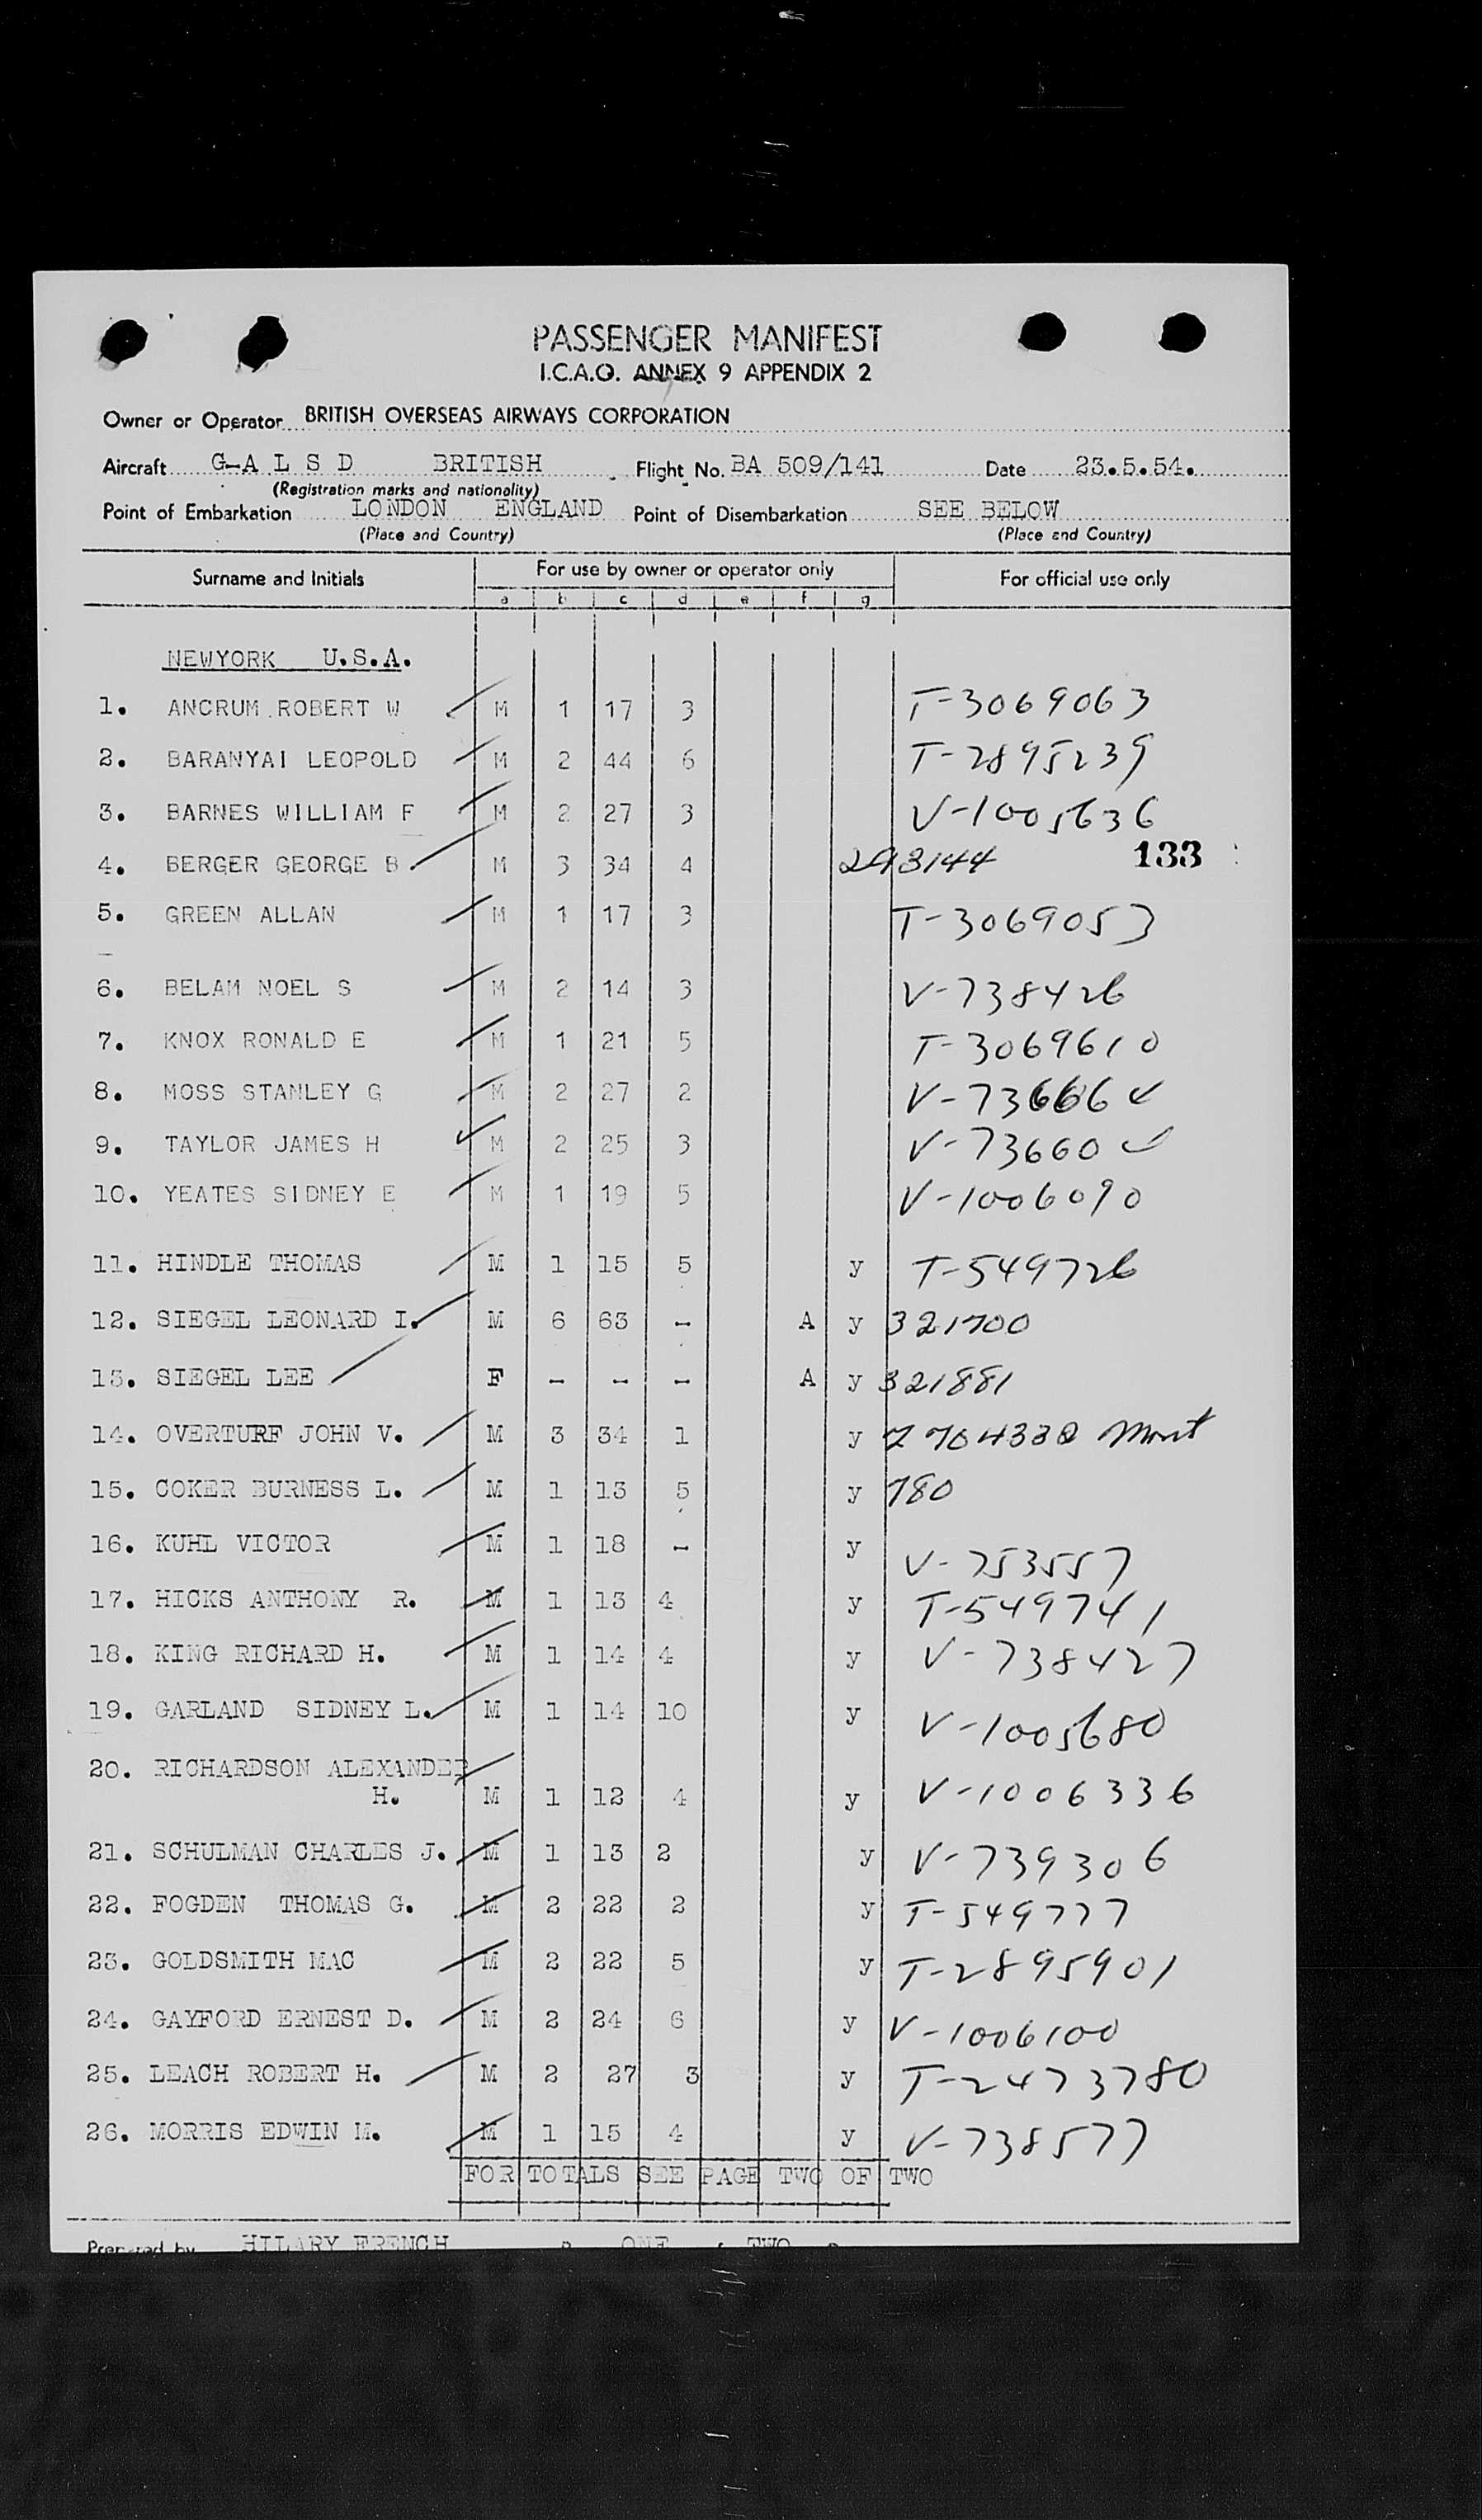 PASSENGER MANIFEST
I.C.A.O. ANNEX 9 APPENDIX 2
Owner or Operator BRITISH OVERSEAS AIRWAYS CORPORATION
Aircraft G-A L S D BRITISH Flight No. BA 509/141 Date 23.5.54.
(Registration marks and nationality)
Point of Embarkation LONDON ENGLAND Point of Disembarkation SEE BELOW
(Place and Country) (Place and Country)
Surname and Initials For use by owner or operator only For official use only
a b c d e f g
NEWYORK U.S.A.
1. ANCRUM ROBERT W M 1 17 3 T-3069063
2. BARANYAI LEOPOLD M 2 44 6 T-2895239
3. BARNES WILLIAM F M 2 27 3 V-1005636
4. BERGER GEORGE B M 3 34 4 293144 133
5. GREEN ALLAN M 1 17 3 T-3069053
6. BELAM NOEL S M 2 14 3 V-738426
7. KNOX RONALD E M 1 21 5 T-3069610
8. MOSS STANLEY G M 2 27 2 V-736664
9. TAYLOR JAMES H M 2 25 3 V-736604
10. YEATES SIDNEY E M 1 19 5 V-1006090
11. HINDLE THOMAS M 1 15 5 y T-549726
12. SIEGEL LEONARD I. M 6 63 - A y 321700
13. SIEGEL LEE F - - - A y 321881
14. OVERTURF JOHN V. M 3 34 1 y
15. COKER BURNESS L. M 1 13 5 y 780
16. KUHL VICTOR M 1 18 - y V-753557
17. HICKS ANTHONY R. M 1 13 4 y T-549741
18. KING RICHARD H. M 1 14 4 y V-738427
19. GARLAND SIDNEY L. M 1 14 10 y V-1005680
20. RICHARDSON ALEXANDER
H. M 1 12 4 y V-1006336
21. SCHULMAN CHARLES J. M 1 13 2 y V-739306
22. FOGDEN THOMAS G. M 2 22 2 y T-549777
23. GOLDSMITH MAC M 2 22 5 y T-2895901
24. GAYFORD ERNEST D. M 2 24 6 y V-1006100
25. LEACH ROBERT H. M 2 27 3 y T-2473780
26. MORRIS EDWIN M. M 1 15 4 y V-738577
FOR TOTALS SEE PAGE TWO OF TWO
Prepared by HILARY FRENCH ONE TWO